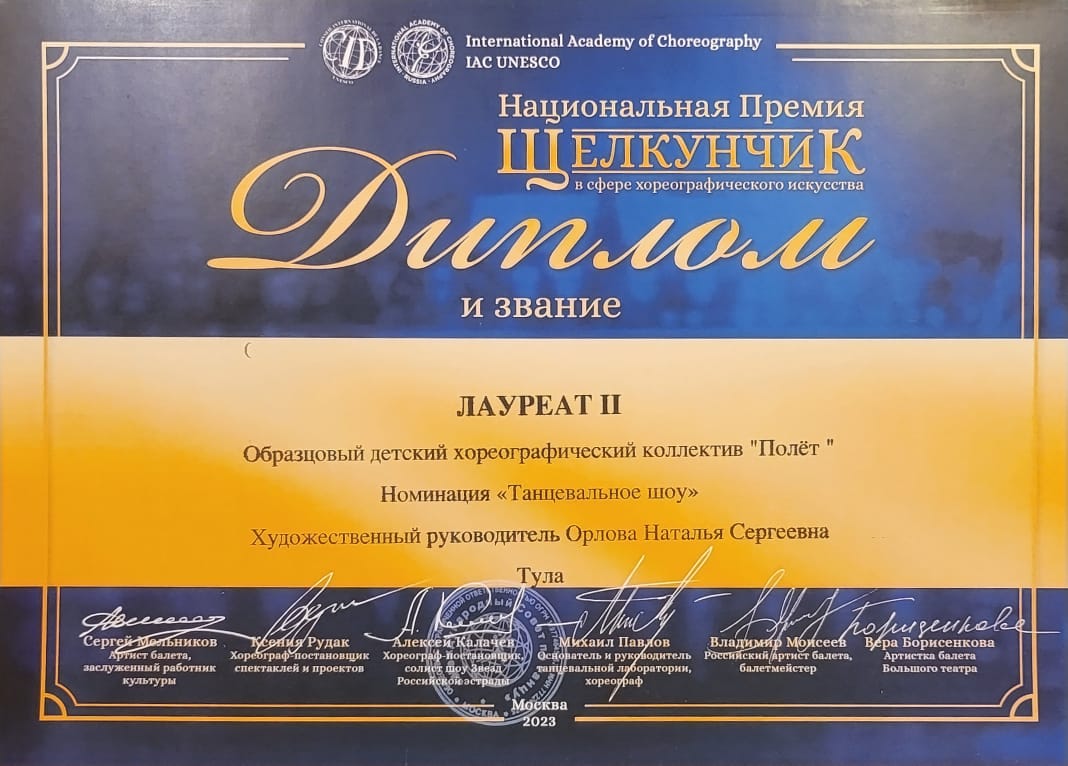 International Academy of Choreography
IAC UNESCO
Национальная Премия
ЩЕЛКУНЧИК
в сфере хореографического искусства
Диплом
и звание
(
ЛАУРЕАТ II
Образцовый детский хореографический коллектив "Полёт "
Номинация «Танцевальное шоу»
Художественный руководитель Орлова Наталья Сергеевна
Тула
Сергей Мельников
Артист балета,
заслуженный работник
культуры
Ксения Рудак
Хореограф-постановщик
спектаклей и проектов
Алексей Калачев
Хореограф-постановщик,
солист шоу Звезд
Российской эстрады
Михаил Павлов
Основатель и руководитель
танцевальной лаборатории,
хореограф
Владимир Моисеев
Российский артист балета,
балетмейстер
Вера Борисенкова
Артистка балета
Большого театра
Москва
2023